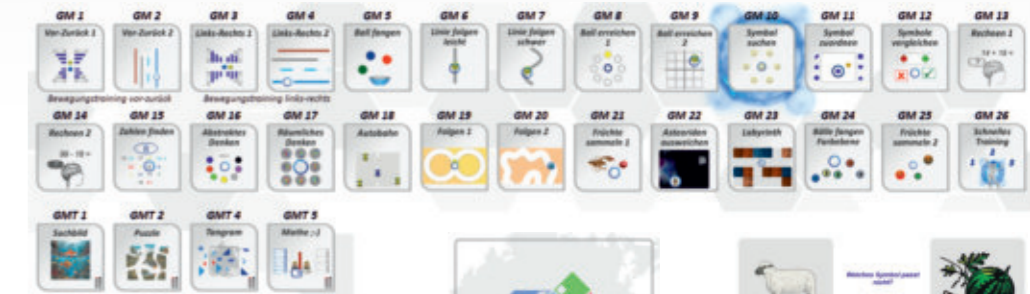 GM 1 GM 2 GM 3 GM 4 GM 5 GM 6 GM 7 GM 8 GM 9 GM 10 GM 11 GM 12 GM 13
Vor-Zurück 1 Vor-Zurück 2 Links-Rechts 1 Links-Rechts 2 Ball fangen Linie folgen leicht Linie folgen schwer Ball erreichen 1 Ball erreichen 2 Symbol suchen Symbol zuordnen Symbole vergleichen Rechnen 1
Bewegungstraining vor-zurück Bewegungstraining links-rechts
GM 14 GM 15 GM 16 GM 17 GM 18 GM 19 GM 20 GM 21 GM 22 GM 23 GM 24 GM 25 GM 26
Rechnen 2 Zahlen finden Abstraktes Denken Räumliches Denken Autobahn Folgen 1 Folgen 2 Früchte sammeln 1 Asteroiden ausweichen Labyrinth Bälle fangen Farbebene Früchte sammeln 2 Schnelles Training
GMT 1 GMT 2 GMT 4 GMT 5
Suchbild Puzzle Tangram Mathe ;-)
Welches Symbol passt
nicht?